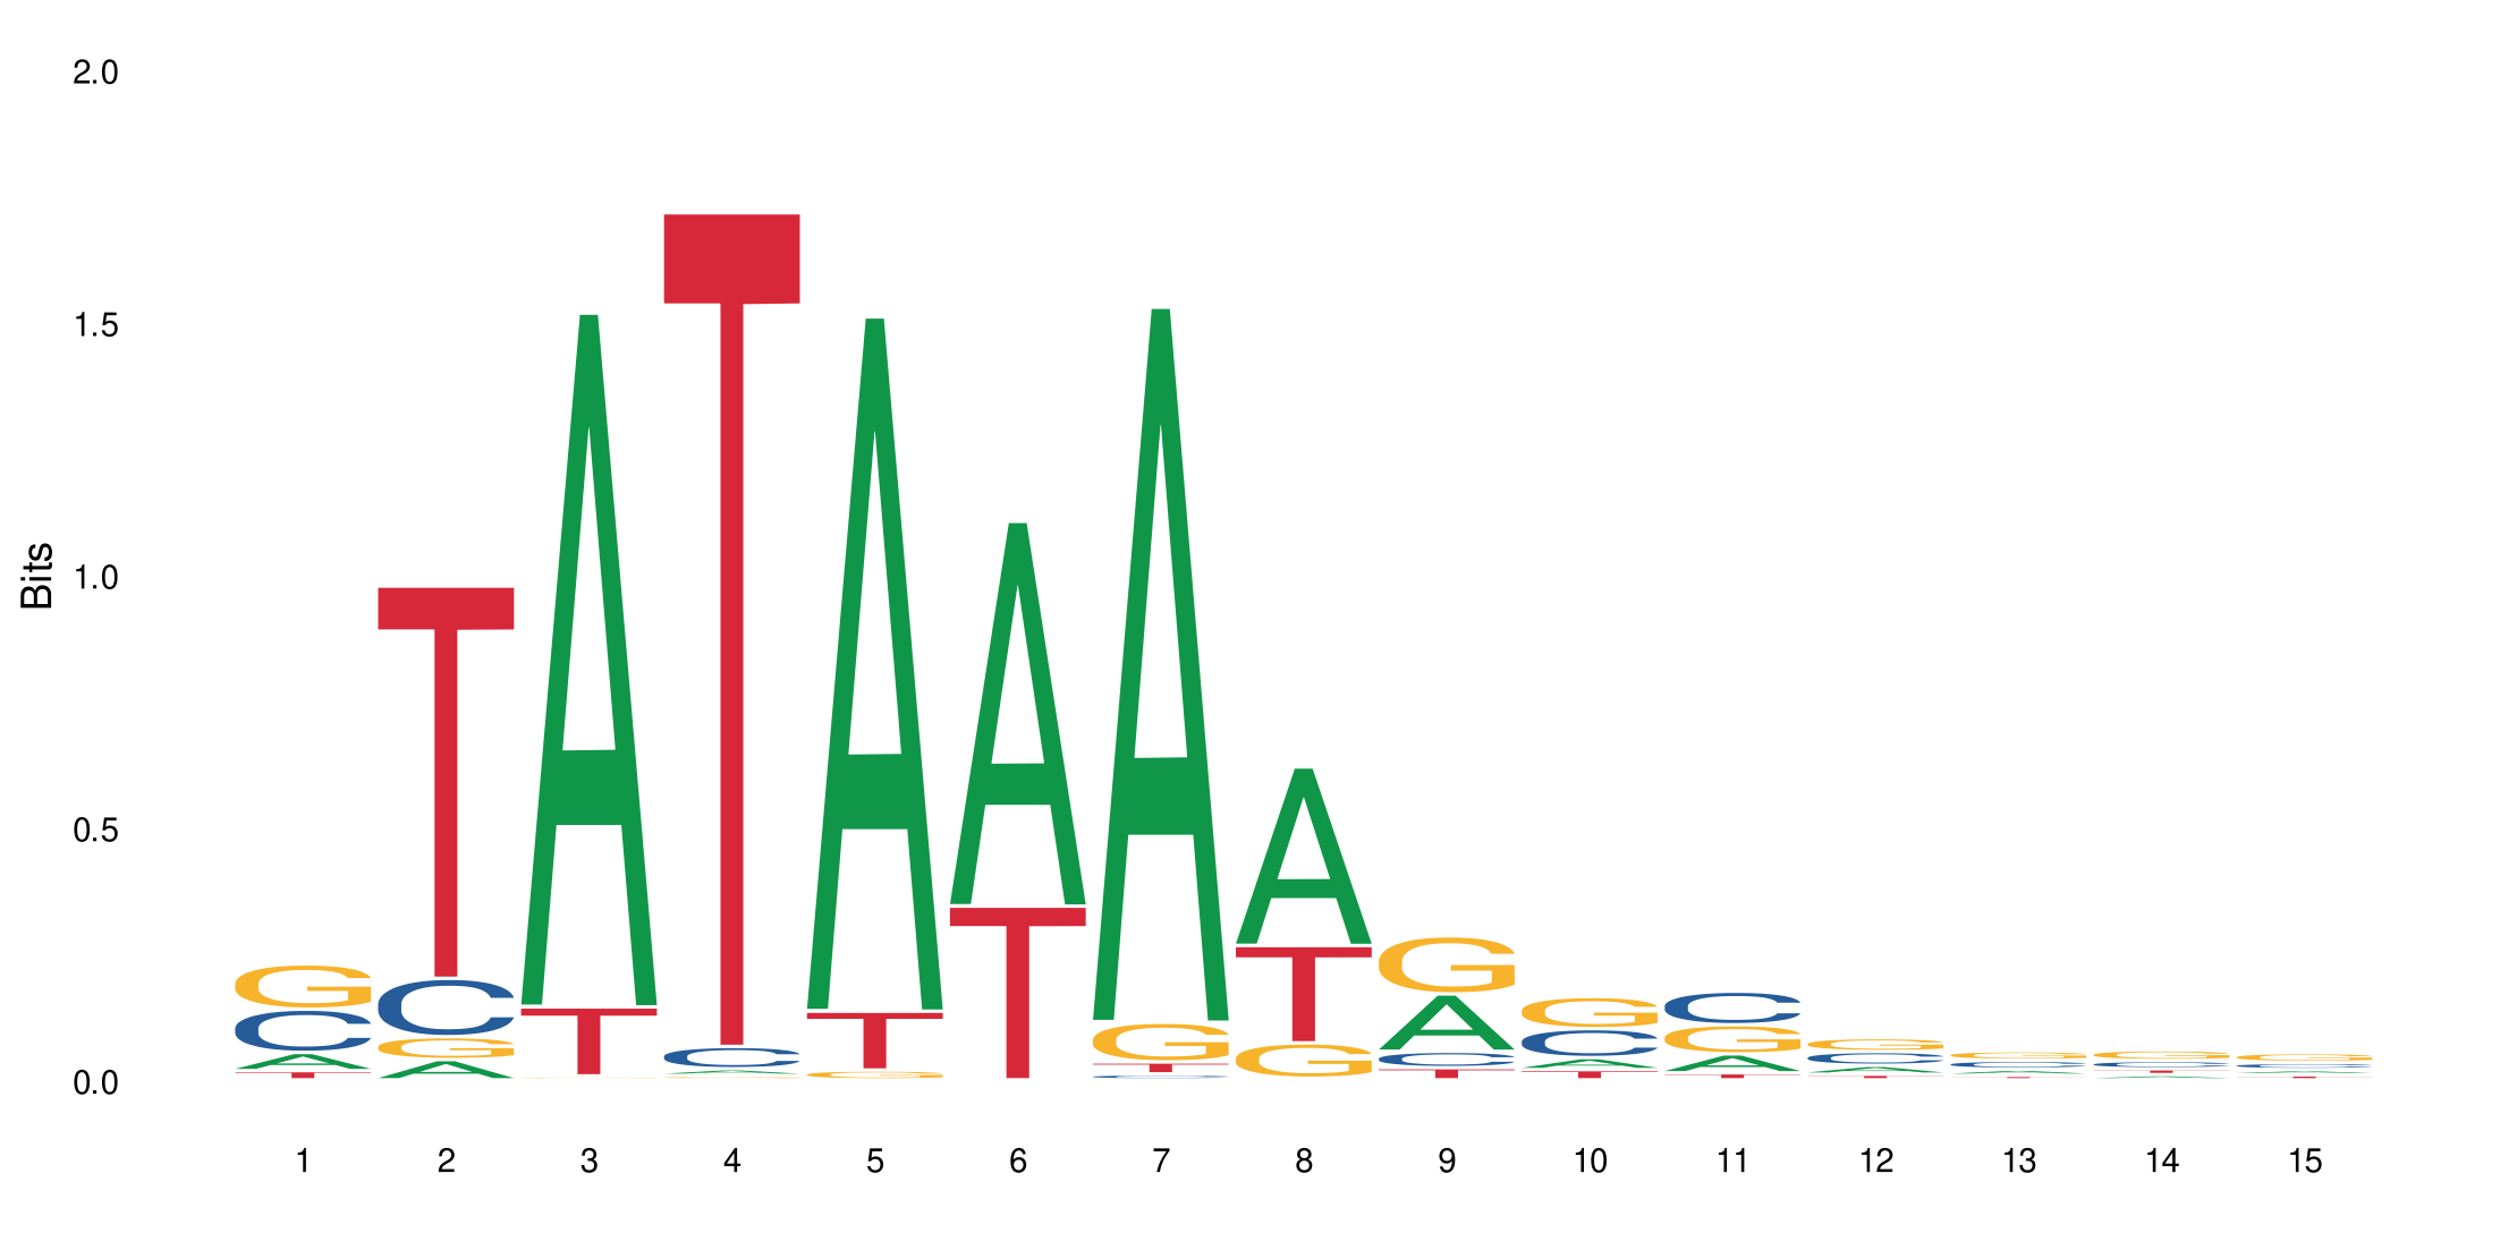 2.0
1.5
1.0
0.5
0.0
Bits
G G C G G G G G
T A T A A A A A C G C C C C
C C G T G A G C C C C C
A G T A T T T C A A A A T A
T A G G G T C G T T T T T A T
1 2 3 4 5 6 7 8 9 10 11 12 13 14 15